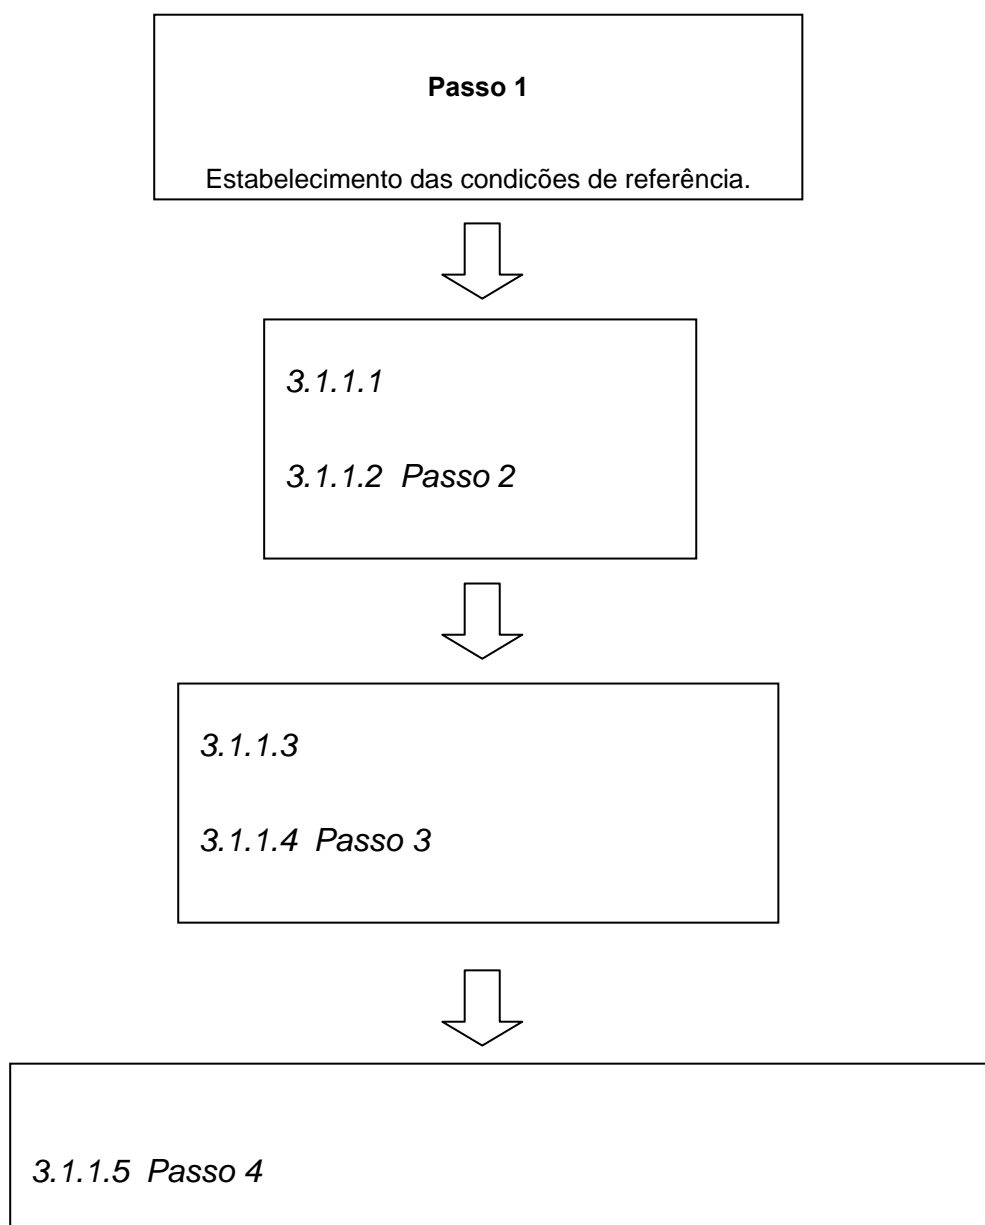 Passo 1
Estabelecimento das condicões de referência.
3.1.1.1
3.1.1.2 Passo 2
3.1.1.3
3.1.1.4 Passo 3
3.1.1.5 Passo 4